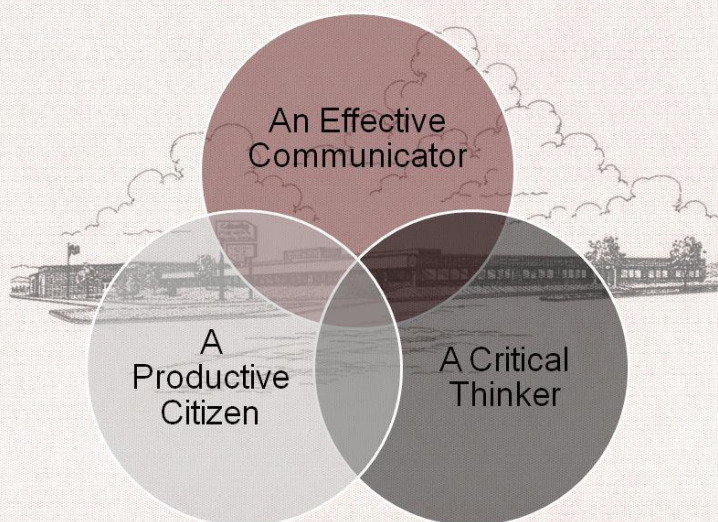 An Effective
Communicator
A
Productive
Citizen
A Critical
Thinker